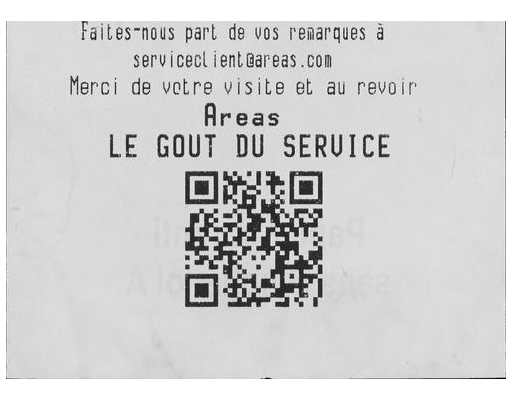 Faites-nous part de vos remarques à
serviceclient@areas.com
Merci de votre visite et au revoir
Areas
LE GOUT DU SERVICE